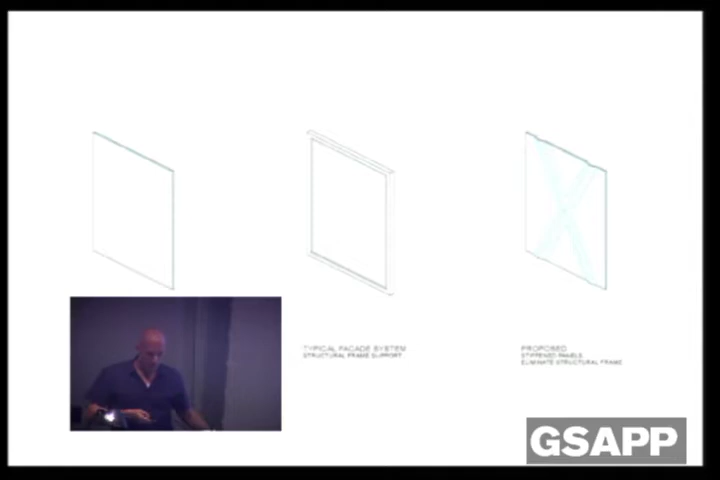 TYPICAL FACADE SYSTEM
STRUCTURAL FRAME SUPPORT
PROPOSED
STIFFENED PANELS
ELIMINATE STRUCTURAL FRAME
GSAPP